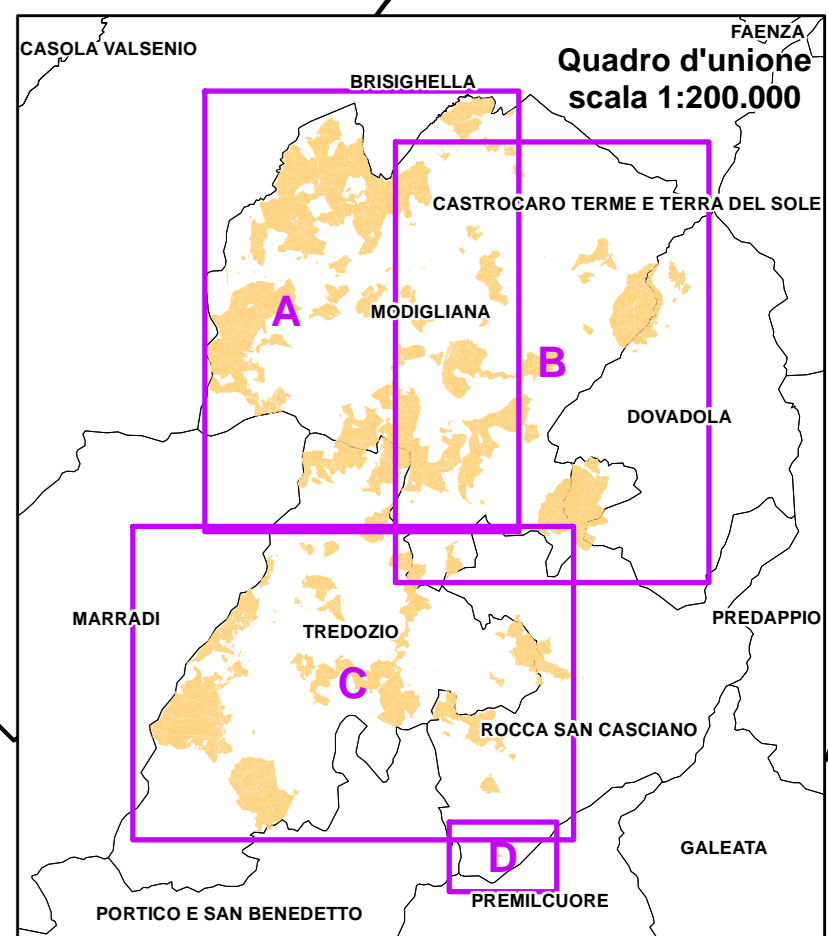 FAENZA
CASOLA VALSENIO
Quadro d'unione
scala 1:200.000
BRISIGHELLA
CASTROCARO TERME E TERRA DEL SOLE
A
MODIGLIANA
B
DOVADOLA
MARRADI
PREDAPPIO
TREDOZIO
C
ROCCA SAN CASCIANO
GALEATA
D
PREMILCUORE
PORTICO E SAN BENEDETTO